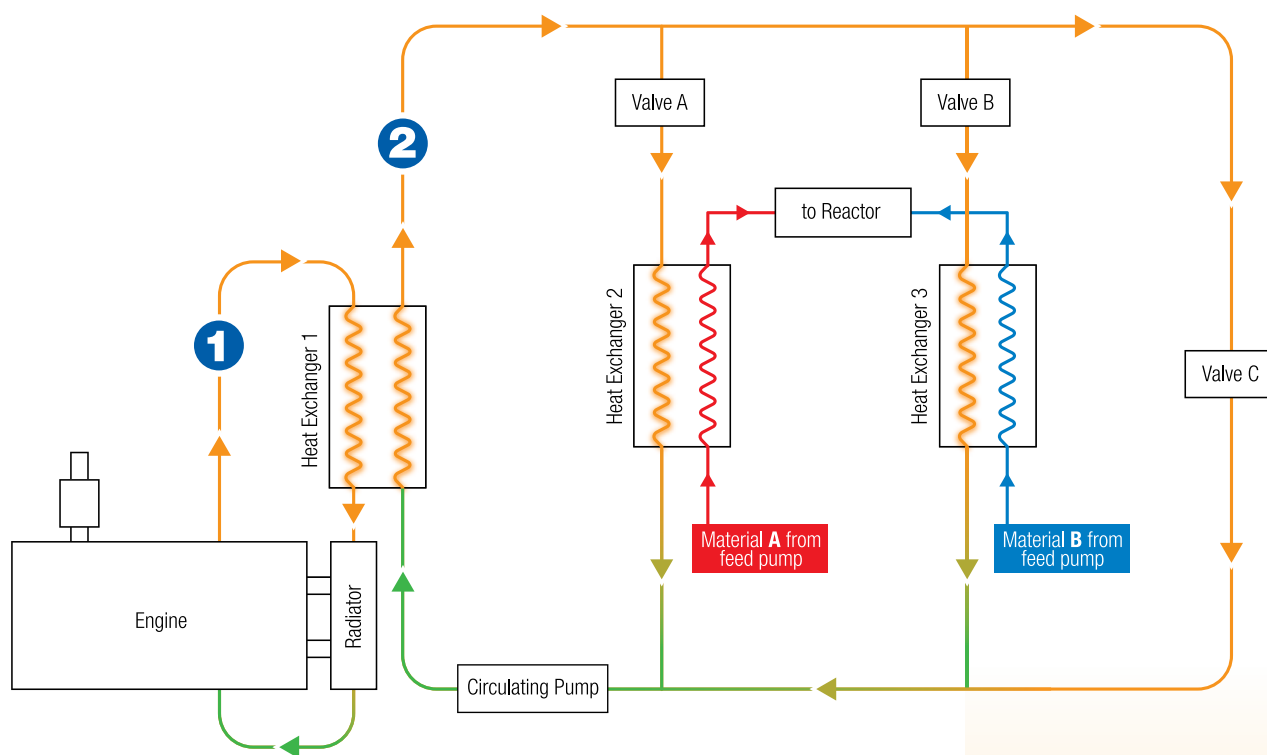 2
Valve A
Valve B
to Reactor
1
Heat Exchanger 1
Heat Exchanger 2
Heat Exchanger 3
Valve C
Material A from
feed pump
Material B from
feed pump
Engine
Radiator
Circulating Pump